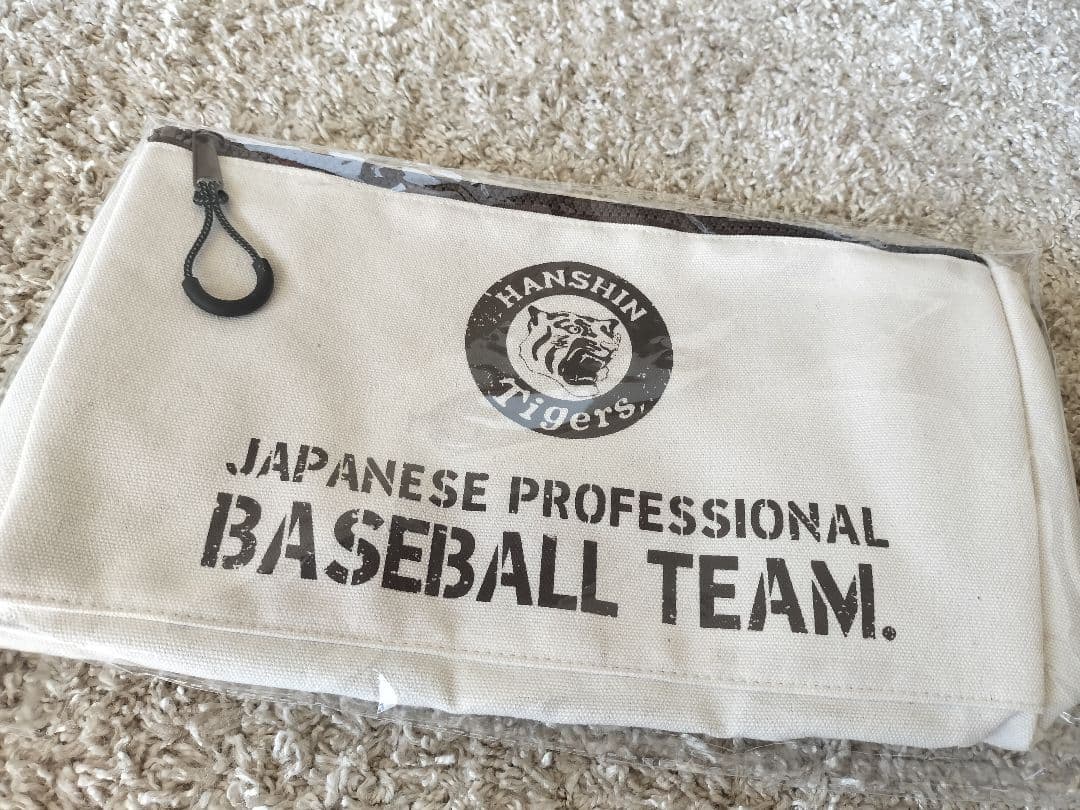 HANSHIN
Tigers
JAPANESE PROFESSIONAL
BASEBALL TEAM.